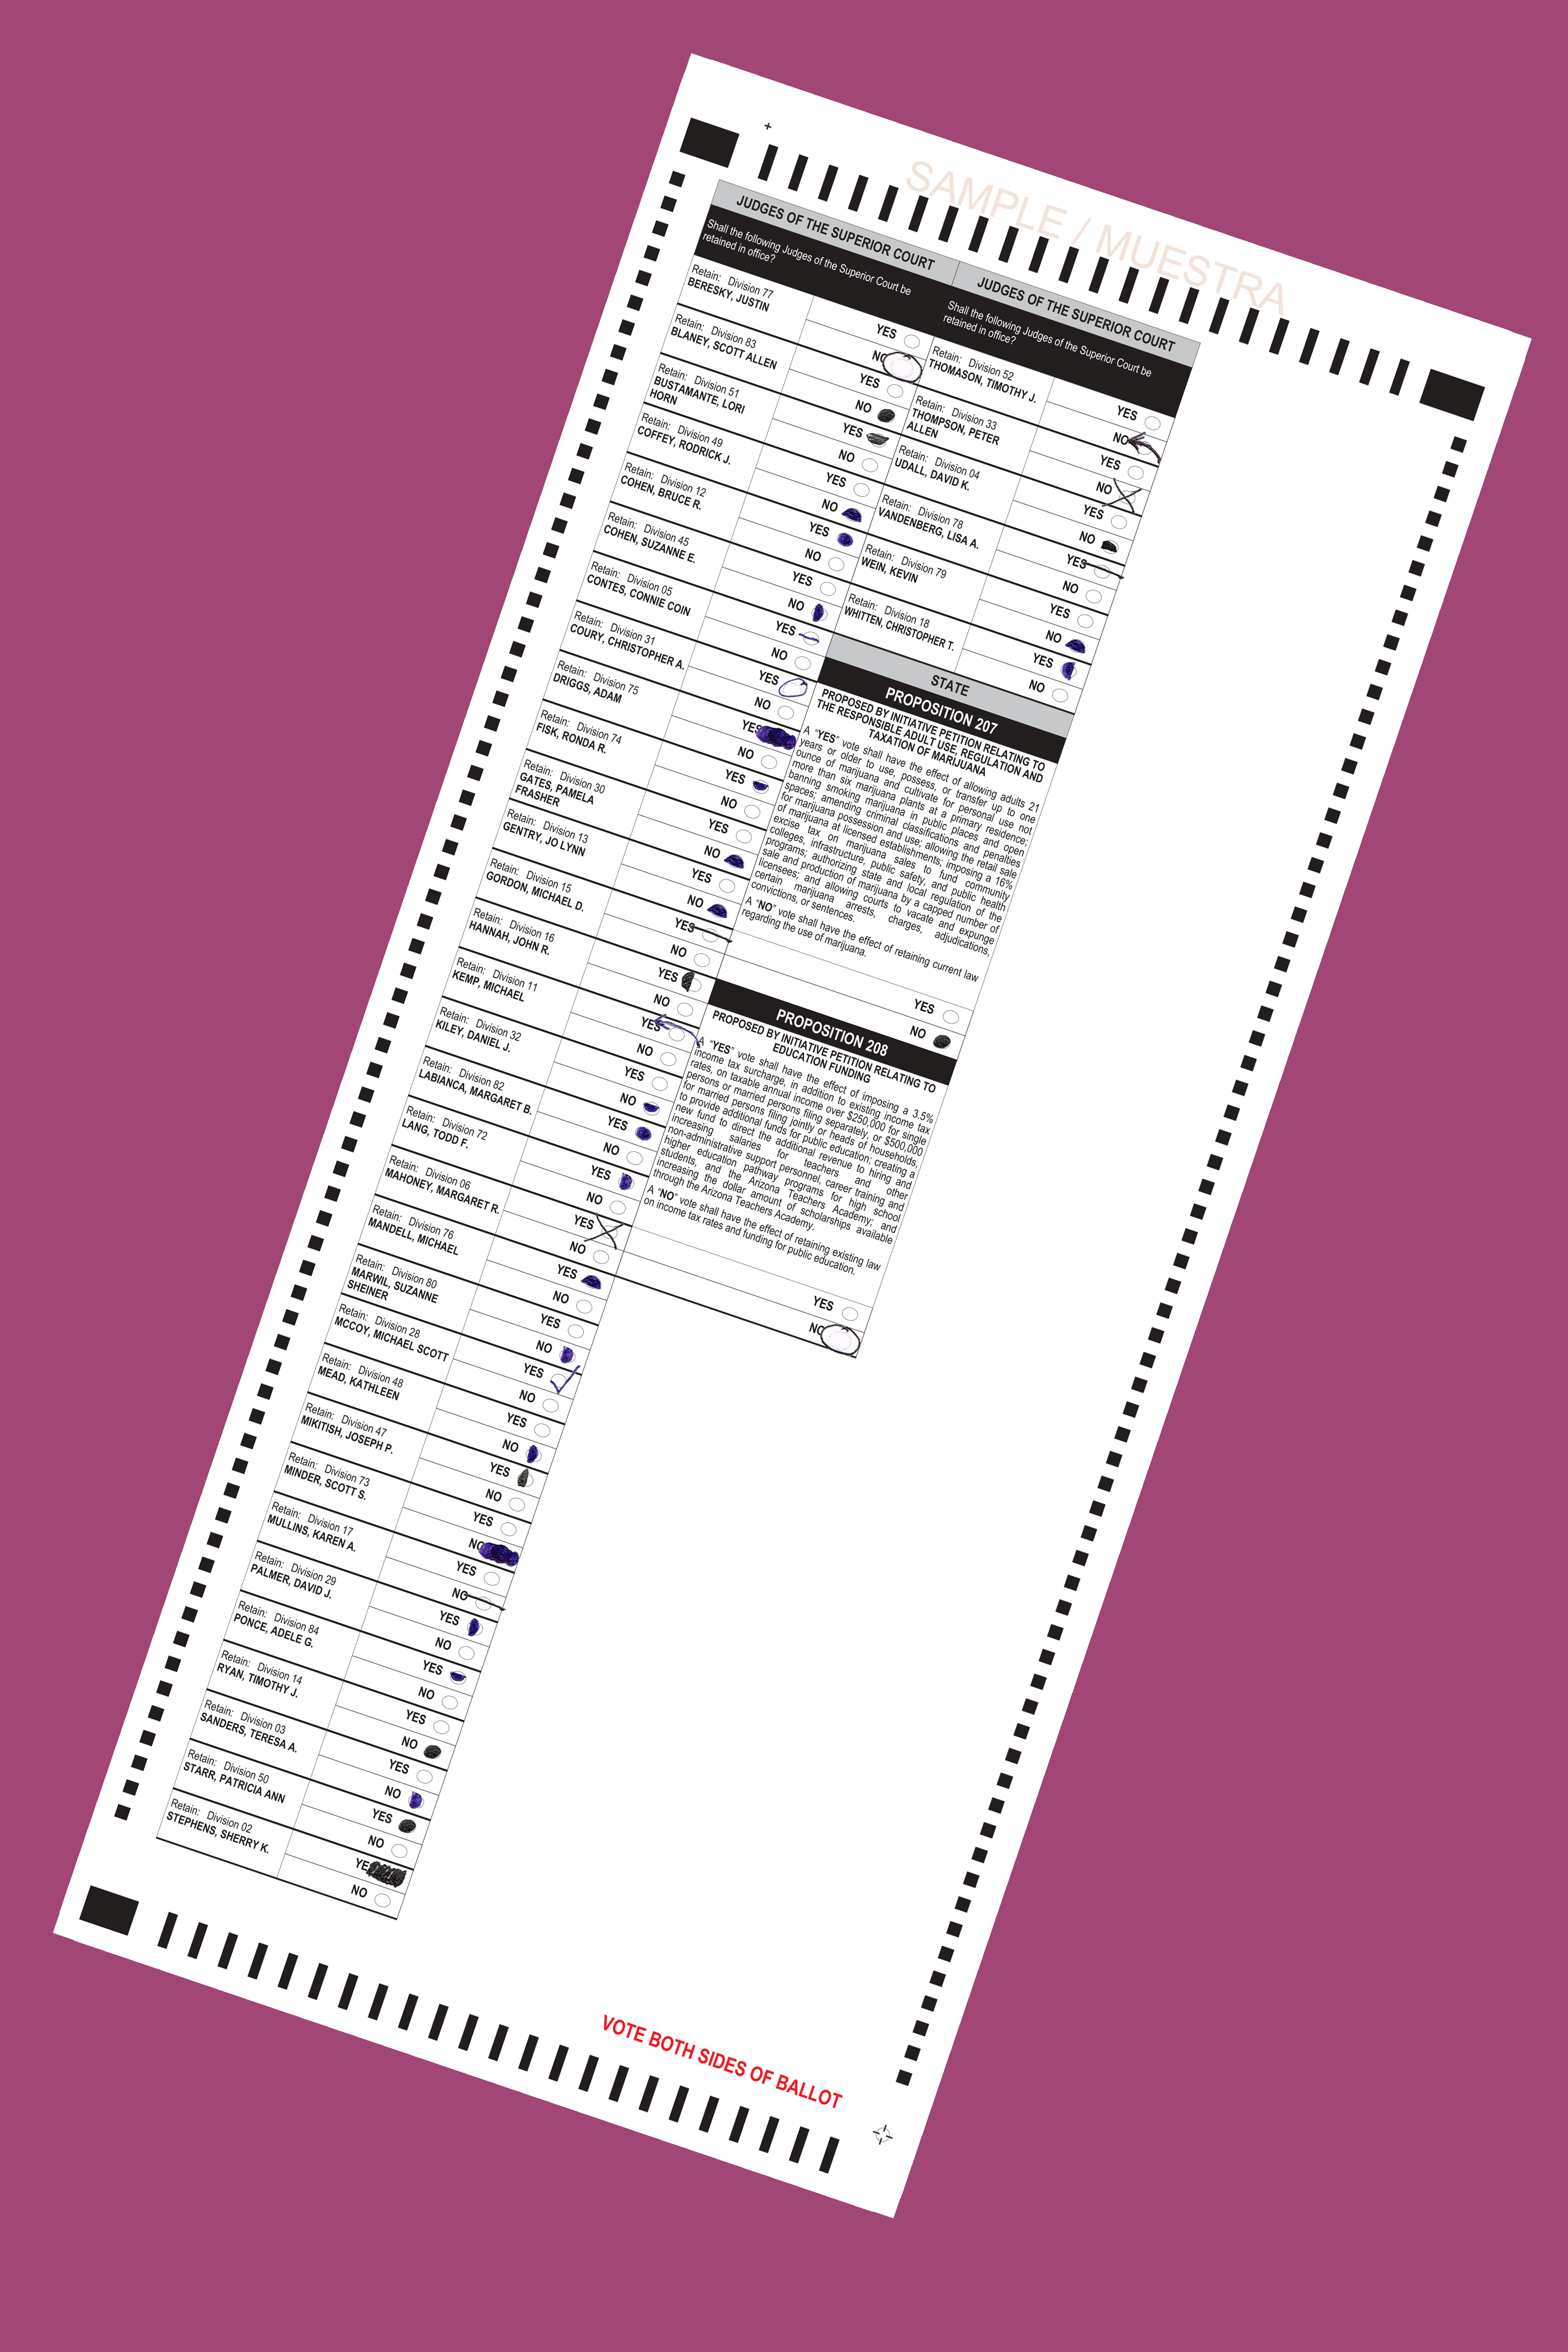 SAMPLE / MUESTRA
JUDGES OF THE SUPERIOR COURT
Shall the following Judges of the Superior Court be
retained in office?
Retain: Division 77
BERESKY, JUSTIN
YES
NO
Retain: Division 83
BLANEY, SCOTT ALLEN
YES
NO
Retain: Division 51
BUSTAMANTE, LORI
HORN
YES
NO
Retain: Division 49
COFFEY, RODRICK J.
YES
NO
Retain: Division 12
COHEN, BRUCE R.
YES
NO
Retain: Division 45
COHEN, SUZANNE E.
YES
NO
Retain: Division 05
CONTES, CONNIE COIN
YES
NO
Retain: Division 31
COURY, CHRISTOPHER A.
YES
NO
Retain: Division 75
DRIGGS, ADAM
YES
NO
Retain: Division 74
FISK, RONDA R.
YES
NO
Retain: Division 30
GATES, PAMELA
FRASHER
YES
NO
Retain: Division 13
GENTRY, JO LYNN
YES
NO
Retain: Division 15
GORDON, MICHAEL D.
YES
NO
Retain: Division 16
HANNAH, JOHN R.
YES
NO
Retain: Division 11
KEMP, MICHAEL
YES
NO
Retain: Division 32
KILEY, DANIEL J.
YES
NO
Retain: Division 82
LABIANCA, MARGARET B.
YES
NO
Retain: Division 72
LANG, TODD F.
YES
NO
Retain: Division 06
MAHONEY, MARGARET R.
YES
NO
Retain: Division 76
MANDELL, MICHAEL
YES
NO
Retain: Division 80
MARWIL, SUZANNE
SHEINER
YES
NO
Retain: Division 28
MCCOY, MICHAEL SCOTT
YES
NO
Retain: Division 48
MEAD, KATHLEEN
YES
NO
Retain: Division 47
MIKITISH, JOSEPH P.
YES
NO
Retain: Division 73
MINDER, SCOTT S.
YES
NO
Retain: Division 17
MULLINS, KAREN A.
YES
NO
Retain: Division 29
PALMER, DAVID J.
YES
NO
Retain: Division 84
PONCE, ADELE G.
YES
NO
Retain: Division 14
RYAN, TIMOTHY J.
YES
NO
Retain: Division 03
SANDERS, TERESA A.
YES
NO
Retain: Division 50
STARR, PATRICIA ANN
YES
NO
Retain: Division 02
STEPHENS, SHERRY K.
YES
NO
JUDGES OF THE SUPERIOR COURT
Shall the following Judges of the Superior Court be
retained in office?
Retain: Division 52
THOMASON, TIMOTHY J.
YES
NO
Retain: Division 33
THOMPSON, PETER
ALLEN
YES
NO
Retain: Division 04
UDALL, DAVID K.
YES
NO
Retain: Division 78
VANDENBERG, LISA A.
YES
NO
Retain: Division 79
WEIN, KEVIN
YES
NO
Retain: Division 18
WHITTEN, CHRISTOPHER T.
YES
NO
STATE
PROPOSITION 207
PROPOSED BY INITIATIVE PETITION RELATING TO
THE RESPONSIBLE ADULT USE, REGULATION AND
TAXATION OF MARIJUANA
A “YES” vote shall have the effect of allowing adults 21
years or older to use, possess, or transfer up to one
ounce of marijuana and cultivate for personal use not
more than six marijuana plants at a primary residence;
banning smoking marijuana in public places and open
spaces; amending criminal classifications and penalties
for marijuana possession and use; allowing the retail sale
of marijuana at licensed establishments; imposing a 16%
excise tax on marijuana sales to fund community
colleges, infrastructure, public safety, and public health
programs; authorizing state and local regulation of the
sale and production of marijuana by a capped number of
licensees; and allowing courts to vacate and expunge
certain marijuana arrests, charges, adjudications,
convictions, or sentences.
A “NO” vote shall have the effect of retaining current law
regarding the use of marijuana.
YES
NO
PROPOSITION 208
PROPOSED BY INITIATIVE PETITION RELATING TO
EDUCATION FUNDING
A “YES” vote shall have the effect of imposing a 3.5%
income tax surcharge, in addition to existing income tax
rates, on taxable annual income over $250,000 for single
persons or married persons filing separately, or $500,000
for married persons filing jointly or heads of households,
to provide additional funds for public education; creating a
new fund to direct the additional revenue to hiring and
increasing salaries for teachers and other
non-administrative support personnel, career training and
higher education pathway programs for high school
students, and the Arizona Teachers Academy; and
increasing the dollar amount of scholarships available
through the Arizona Teachers Academy.
A “NO” vote shall have the effect of retaining existing law
on income tax rates and funding for public education.
YES
NO
VOTE BOTH SIDES OF BALLOT